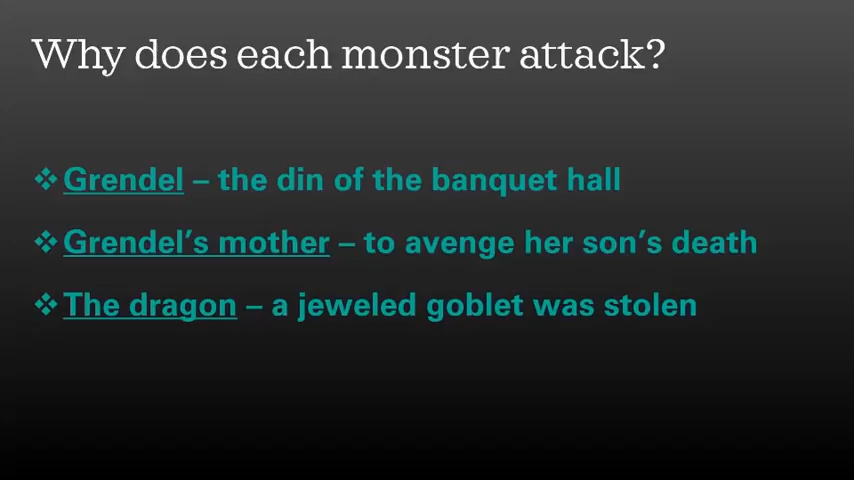 Why does each monster attack?
❖Grendel – the din of the banquet hall
❖Grendel’s mother – to avenge her son’s death
❖The dragon – a jeweled goblet was stolen